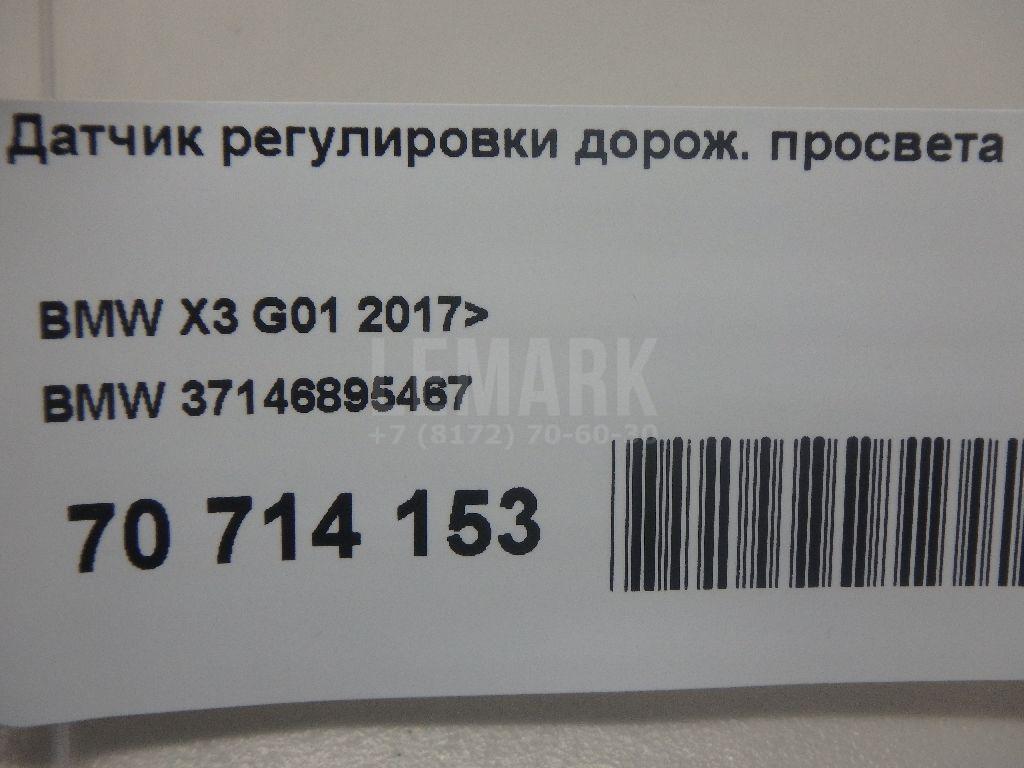 Датчик регулировки дорож. просвета
BMW X3 G01 2017>
BMW 37146895467
LEMARK
+7 (8172) 70-60-30
70 714 153